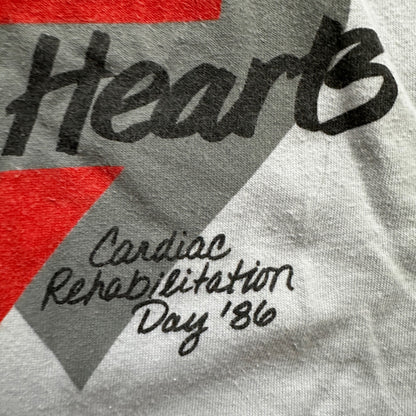 Hearts
Cardiac
Rehabilitation
Day '86